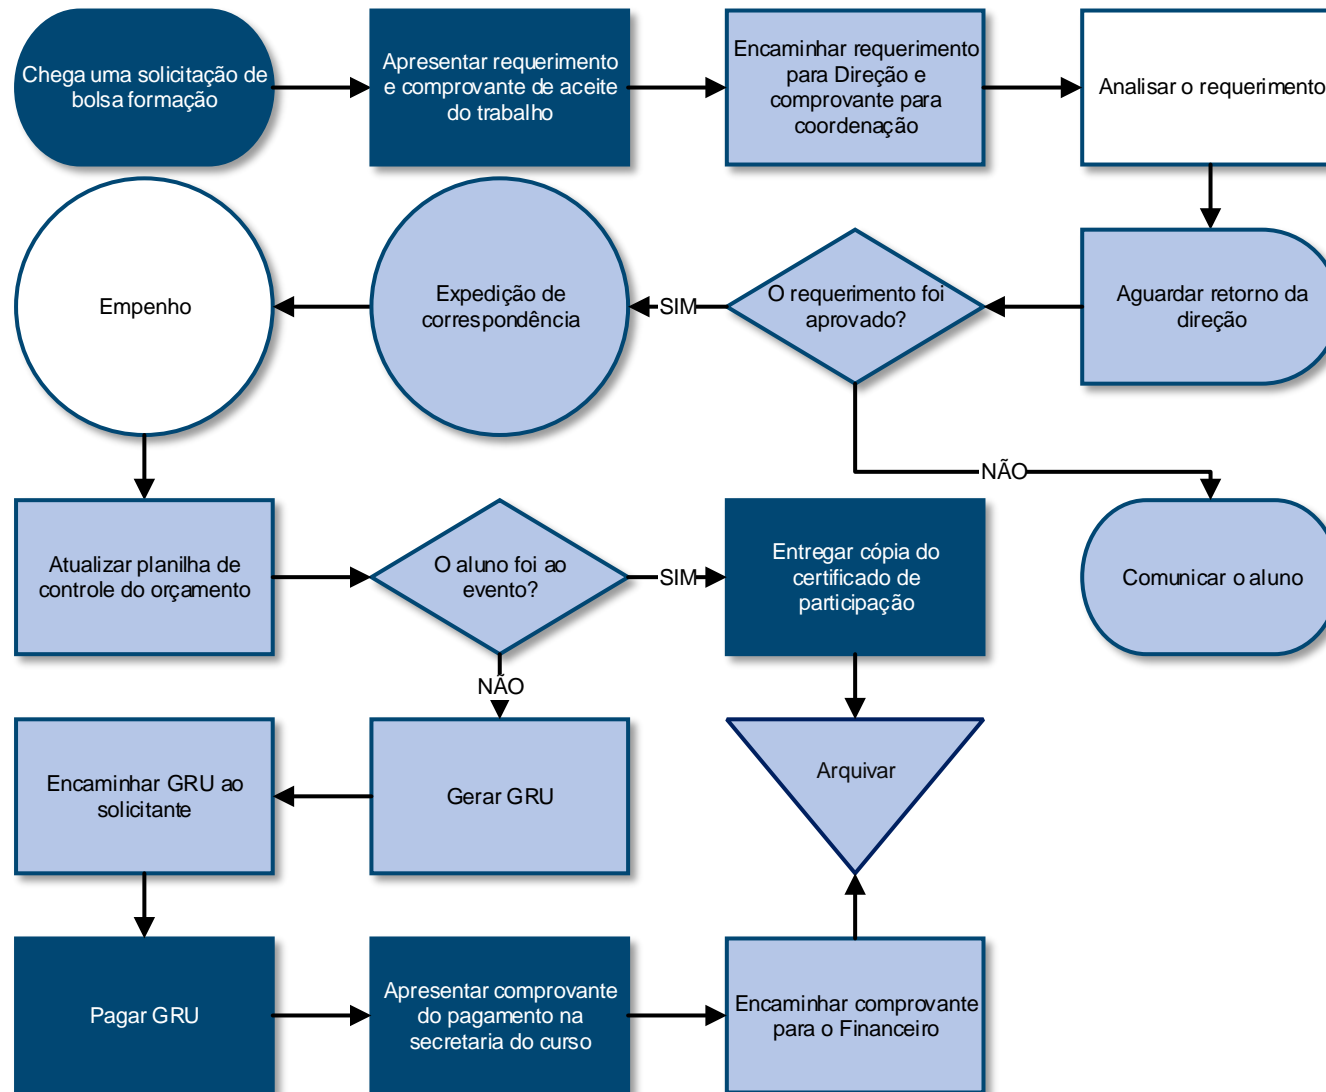 Chega uma solicitação de
bolsa formação
Apresentar requerimento
e comprovante de aceite
do trabalho
Encaminhar requerimento
para Direção e
comprovante para
coordenação
Analisar o requerimento
Empenho
Expedição de
correspondência
SIM
O requerimento foi
aprovado?
Aguardar retorno da
direção
NÃO
Atualizar planilha de
controle do orçamento
O aluno foi ao
evento?
SIM
Entregar cópia do
certificado de
participação
Comunicar o aluno
NÃO
Encaminhar GRU ao
solicitante
Gerar GRU
Arquivar
Pagar GRU
Apresentar comprovante
do pagamento na
secretaria do curso
Encaminhar comprovante
para o Financeiro